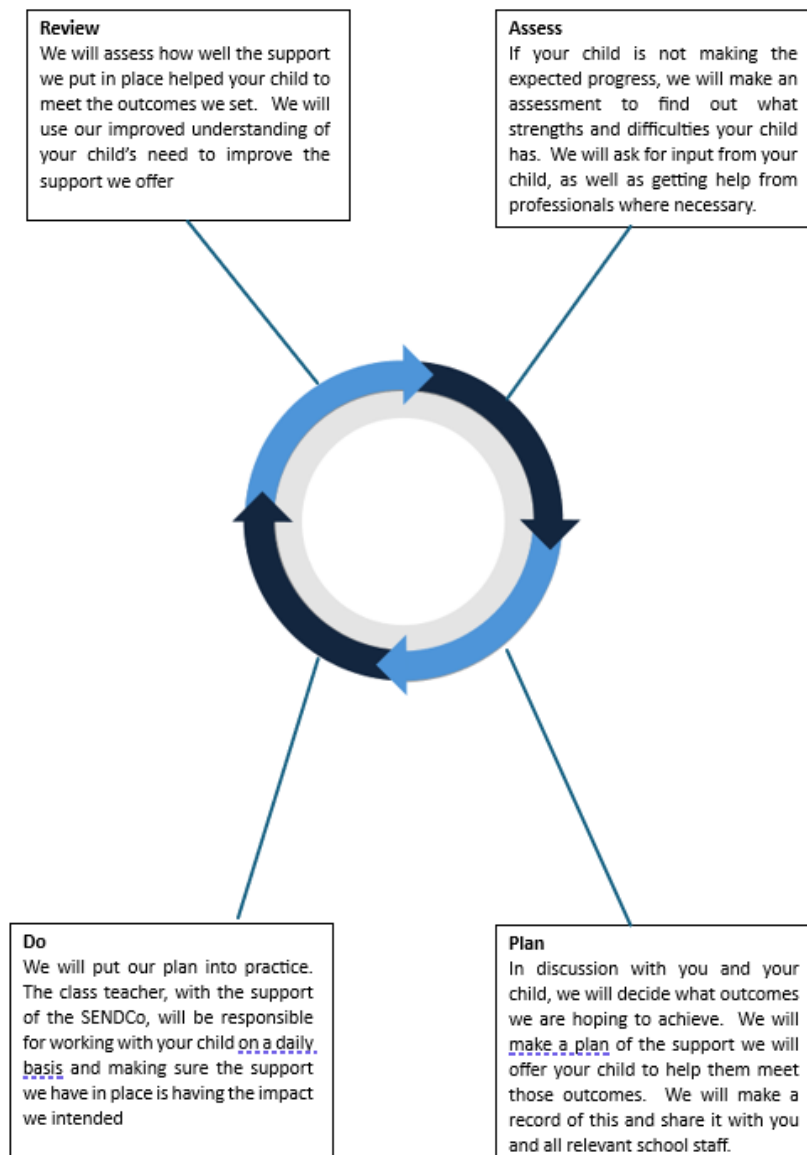 Review
We will assess how well the support
we put in place helped your child to
meet the outcomes we set. We will
use our improved understanding of
your child's need to improve the
support we offer
Assess
If your child is not making the
expected progress, we will make an
assessment to find out what
strengths and difficulties your child
has. We will ask for input from your
child, as well as getting help from
professionals where necessary.
Do
We will put our plan into practice.
The class teacher, with the support
of the SENDCo, will be responsible
for working with your child on a daily
basis and making sure the support
we have in place is having the impact
we intended
Plan
In discussion with you and your
child, we will decide what outcomes
we are hoping to achieve. We will
make a plan of the support we will
offer your child to help them meet
those outcomes. We will make a
record of this and share it with you
and all relevant school staff.